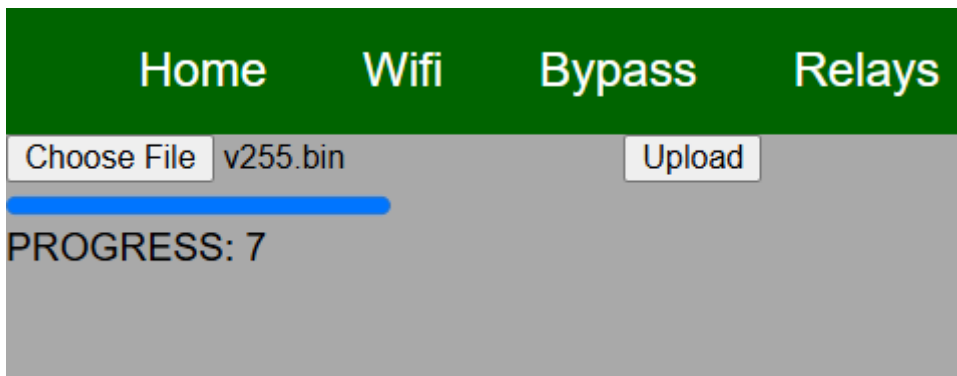 Home Wifi Bypass Relays
Choose File v255.bin Upload
PROGRESS: 7